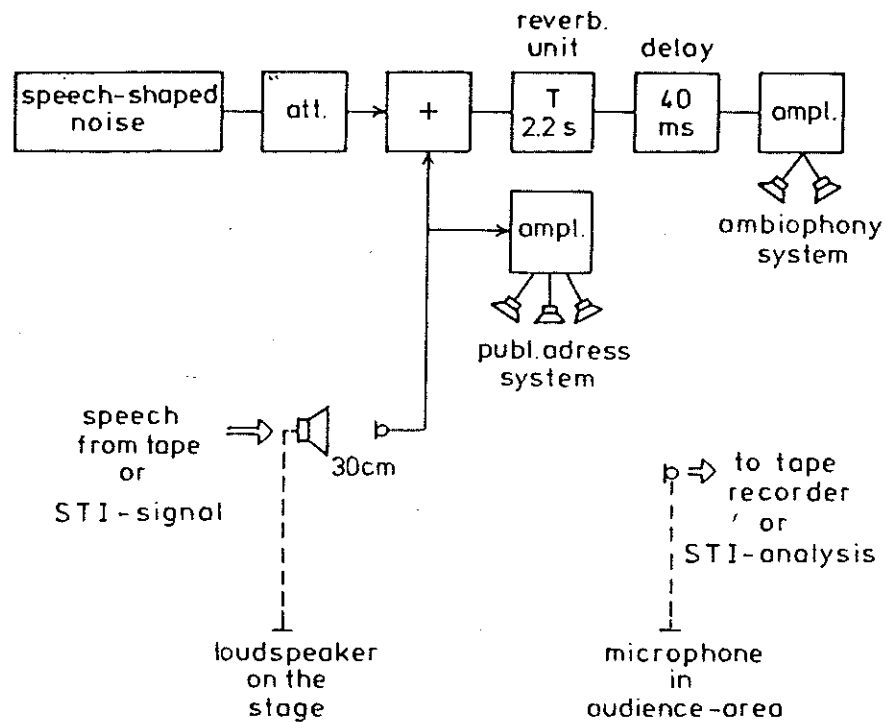 reverb.
unit
delay
speech-shaped
noise
att.
+
T
2.2 s
40
ms
ampl.
ambiophony
system
ampl.
publ.adress
system
speech
from tape
or
STI-signal
30cm
to tape
recorder
or
STI-analysis
loudspeaker
on the
stage
microphone
in
audience-area